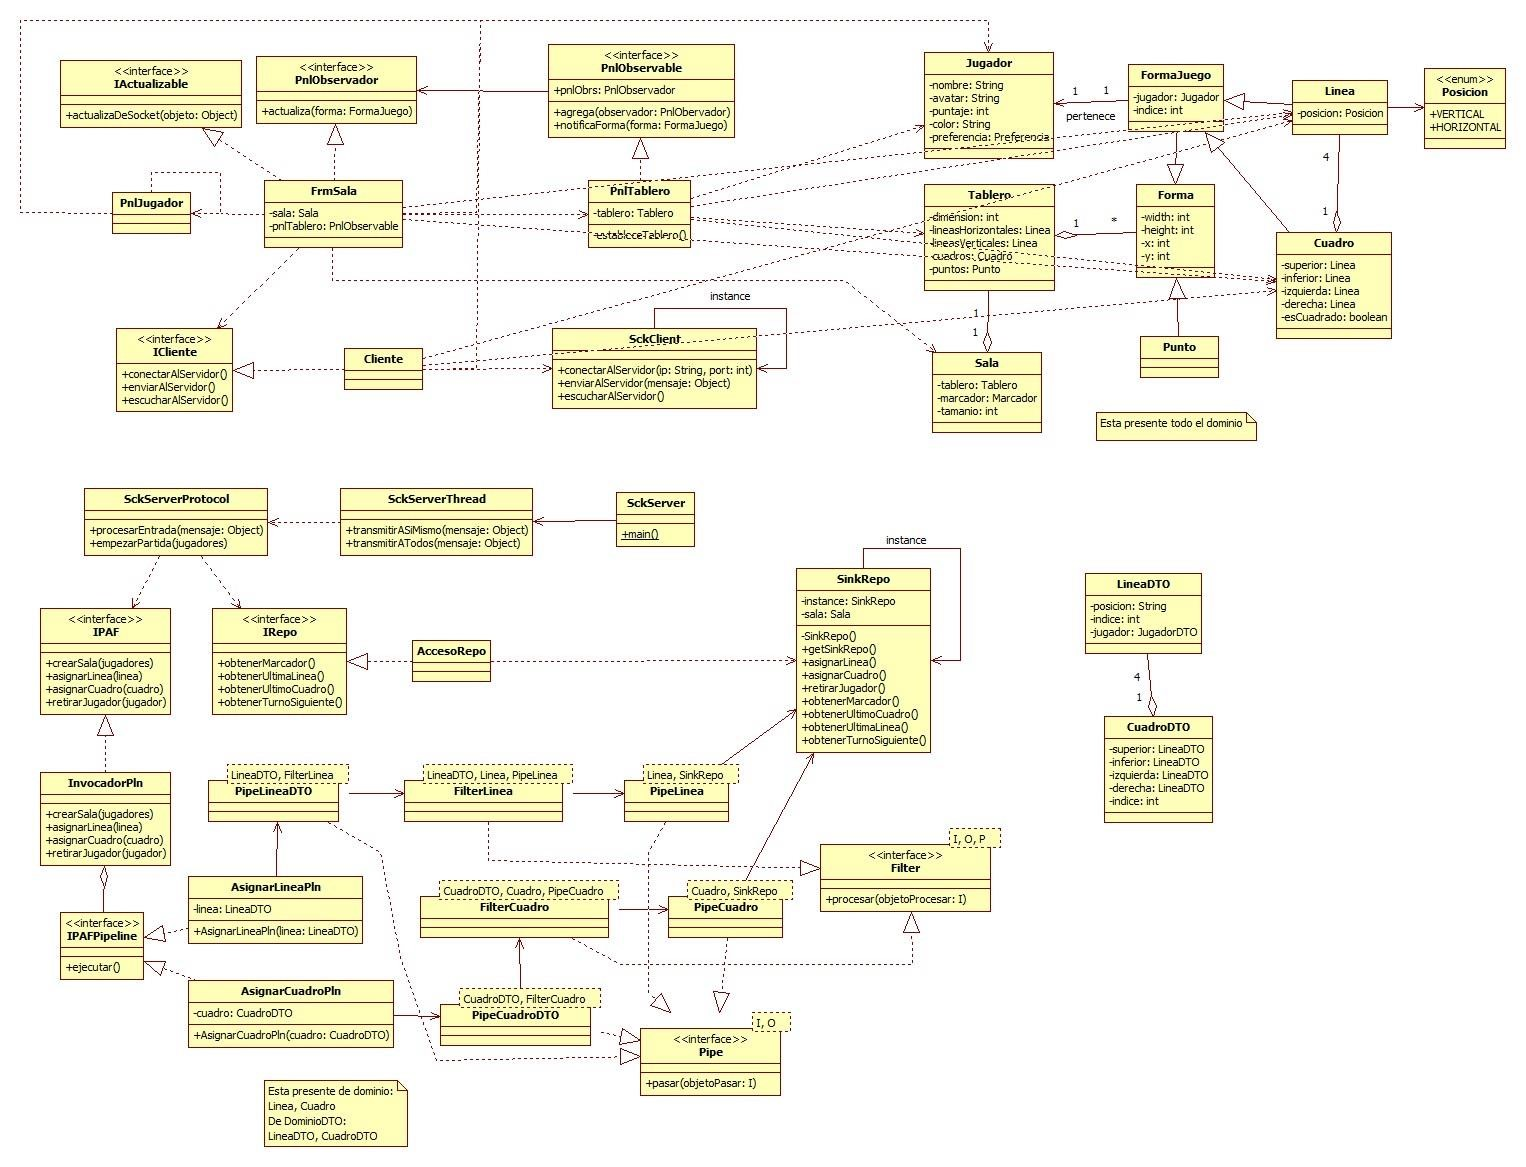 <<interface>>
IActualizable
+actualizaDeSocket(objeto: Object)
<<interface>>
PnlObservador
+actualiza(forma: FormaJuego)
<<interface>>
PnlObservable
+pnlObrs: PnlObservador
+agrega(observador: PnlObervador)
+notificaForma(forma: FormaJuego)
Jugador
-nombre: String
-avatar: String
-puntaje: int
-color: String
-preferencia: Preferencia
1
1
pertenece
FormaJuego
-jugador: Jugador
-indice: int
Linea
-posicion: Posicion
<<enum>>
Posicion
+VERTICAL
+HORIZONTAL
PnlJugador
FrmSala
-sala: Sala
-pnlTablero: PnlObservable
PnlTablero
-tablero: Tablero
-estableceTablero()
Tablero
-dimension: int
-lineasHorizontales: Linea
-lineasVerticales: Linea
-cuadros: Cuadro
-puntos: Punto
1
*
Forma
-width: int
-height: int
-x: int
-y: int
4
1
Cuadro
-superior: Linea
-inferior: Linea
-izquierda: Linea
-derecha: Linea
-esCuadrado: boolean
<<interface>>
ICliente
+conectarAlServidor()
+enviarAlServidor()
+escucharAlServidor()
Cliente
instance
SckClient
+conectarAlServidor(ip: String, port: int)
+enviarAlServidor(mensaje: Object)
+escucharAlServidor()
1
1
Sala
-tablero: Tablero
-marcador: Marcador
-tamanio: int
Punto
Esta presente todo el dominio
SckServerProtocol
+procesarEntrada(mensaje: Object)
+empezarPartida(jugadores)
SckServerThread
+transmitirASiMismo(mensaje: Object)
+transmitirATodos(mensaje: Object)
SckServer
+main()
instance
SinkRepo
-instance: SinkRepo
-sala: Sala
-SinkRepo()
+getSinkRepo()
+asignarLinea()
+asignarCuadro()
+retirarJugador()
+obtenerMarcador()
+obtenerUltimoCuadro()
+obtenerUltimaLinea()
+obtenerTurnoSiguiente()
LineaDTO
-posicion: String
-indice: int
-jugador: JugadorDTO
4
1
CuadroDTO
-superior: LineaDTO
-inferior: LineaDTO
-izquierda: LineaDTO
-derecha: LineaDTO
-indice: int
<<interface>>
IPAF
+crearSala(jugadores)
+asignarLinea(linea)
+asignarCuadro(cuadro)
+retirarJugador(jugador)
<<interface>>
IRepo
+obtenerMarcador()
+obtenerUltimaLinea()
+obtenerUltimoCuadro()
+obtenerTurnoSiguiente()
AccesoRepo
InvocadorPln
+crearSala(jugadores)
+asignarLinea(linea)
+asignarCuadro(cuadro)
+retirarJugador(jugador)
LineaDTO, FilterLinea
PipeLineaDTO
LineaDTO, Linea, PipeLinea
FilterLinea
Linea, SinkRepo
PipeLinea
I, O, P
<<interface>>
Filter
+procesar(objetoProcesar: I)
AsignarLineaPln
-linea: LineaDTO
+AsignarLineaPln(linea: LineaDTO)
CuadroDTO, Cuadro, PipeCuadro
FilterCuadro
Cuadro, SinkRepo
PipeCuadro
<<interface>>
IPAFPipeline
+ejecutar()
AsignarCuadroPln
-cuadro: CuadroDTO
+AsignarCuadroPln(cuadro: CuadroDTO)
CuadroDTO, FilterCuadro
PipeCuadroDTO
I, O
<<interface>>
Pipe
+pasar(objetoPasar: I)
Esta presente de dominio:
Linea, Cuadro
De DominioDTO:
LineaDTO, CuadroDTO